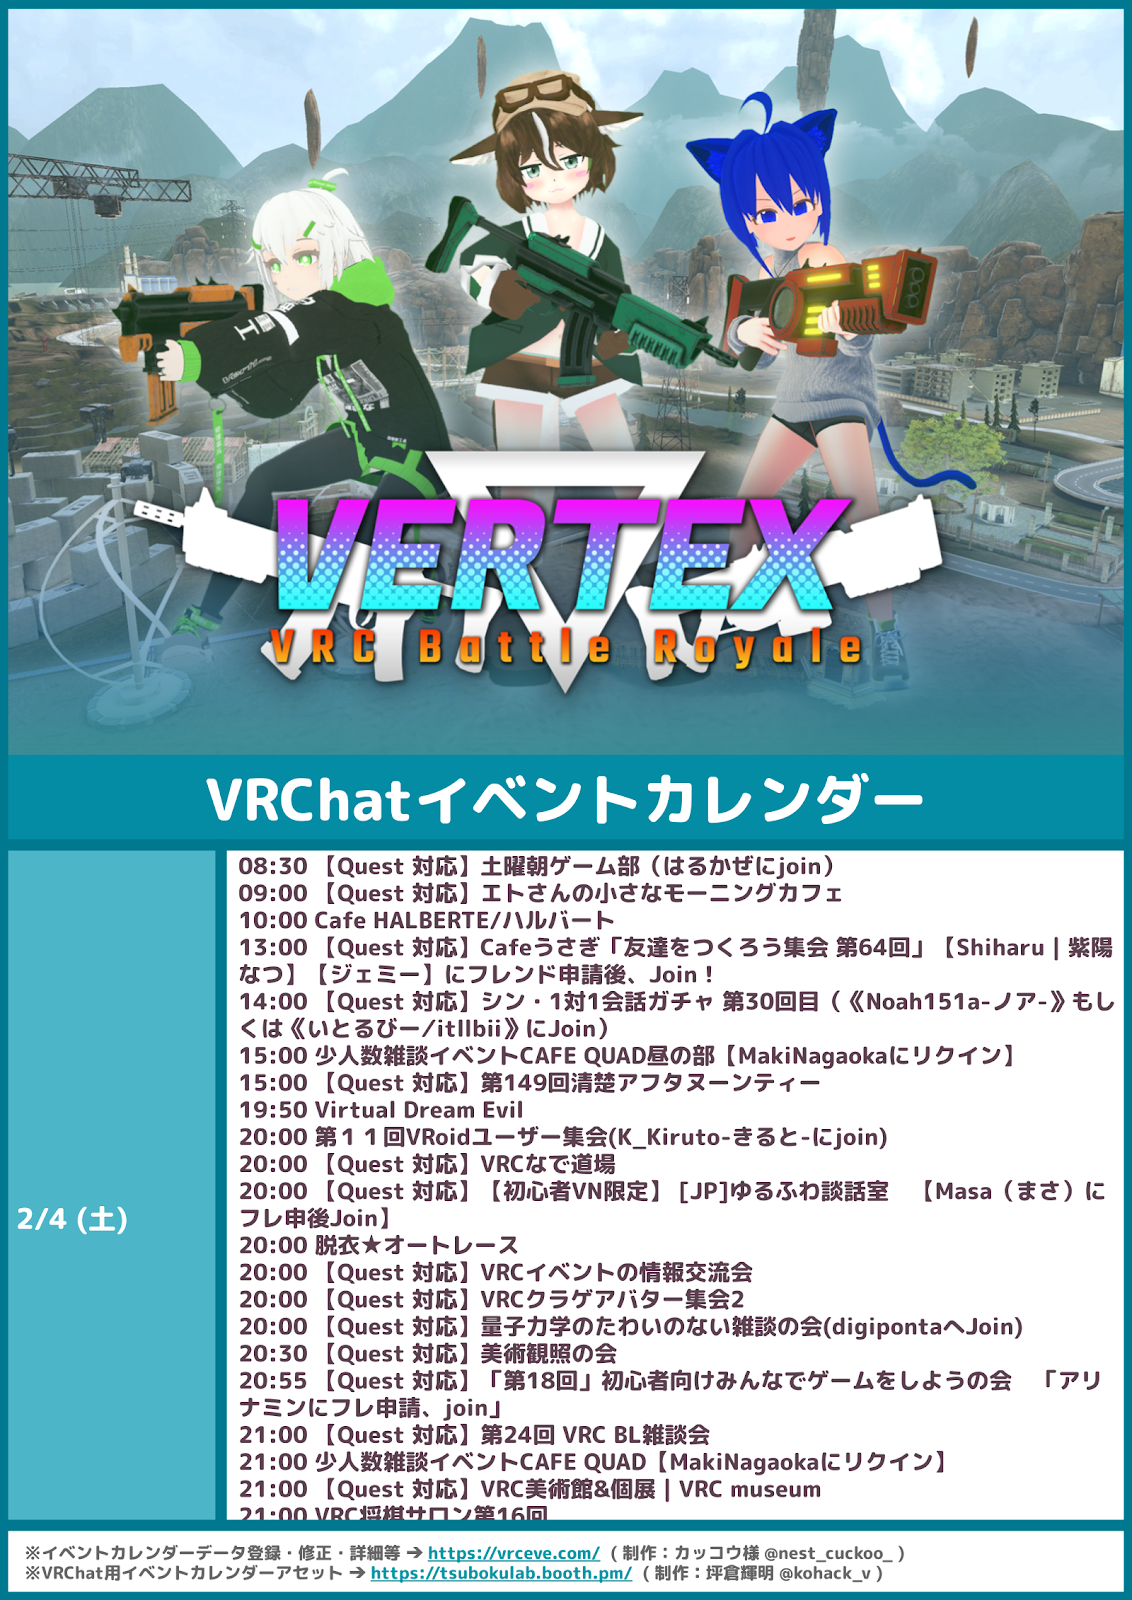 VERTEX
VRC Battle Royale
VRChatイベントカレンダー
2/4 (土)
08:30 【Quest 対応】土曜朝ゲーム部（はるかぜにjoin）
09:00 【Quest 対応】エトさんの小さなモーニングカフェ
10:00 Cafe HALBERTE/ハルバート
13:00 【Quest 対応】Cafeうさぎ「友達をつくろう集会 第64回」【Shiharu | 紫陽
なつ】【ジェミー】にフレンド申請後、Join！
14:00 【Quest 対応】シン・1対1会話ガチャ 第30回目（《Noah151a-ノア-》もし
くは《いとるびー/itllbii》にJoin）
15:00 少人数雑談イベントCAFE QUAD昼の部【MakiNagaokaにリクイン】
15:00 【Quest 対応】第149回清楚アフタヌーンティー
19:50 Virtual Dream Evil
20:00 第１１回VRoidユーザー集会(K_Kiruto-きると-にjoin)
20:00 【Quest 対応】VRCなで道場
20:00 【Quest 対応】【初心者VN限定】 [JP]ゆるふわ談話室　【Masa（まさ）に
フレ申後Join】
20:00 脱衣★オートレース
20:00 【Quest 対応】VRCイベントの情報交流会
20:00 【Quest 対応】VRCクラゲアバター集会2
20:00 【Quest 対応】量子力学のたわいのない雑談の会(digipontaへJoin)
20:30 【Quest 対応】美術観照の会
20:55 【Quest 対応】「第18回」初心者向けみんなでゲームをしようの会　「アリ
ナミンにフレ申請、join」
21:00 【Quest 対応】第24回 VRC BL雑談会
21:00 少人数雑談イベントCAFE QUAD【MakiNagaokaにリクイン】
21:00 【Quest 対応】VRC美術館&個展 | VRC museum
21:00 VRC将棋サロン第16回
※イベントカレンダーデータ登録・修正・詳細等 ➔ https://vrceve.com/ （ 制作：カッコウ様 @nest_cuckoo_ ）
※VRChat用イベントカレンダーアセット ➔ https://tsubokulab.booth.pm/ （ 制作：坪倉輝明 @kohack_v ）